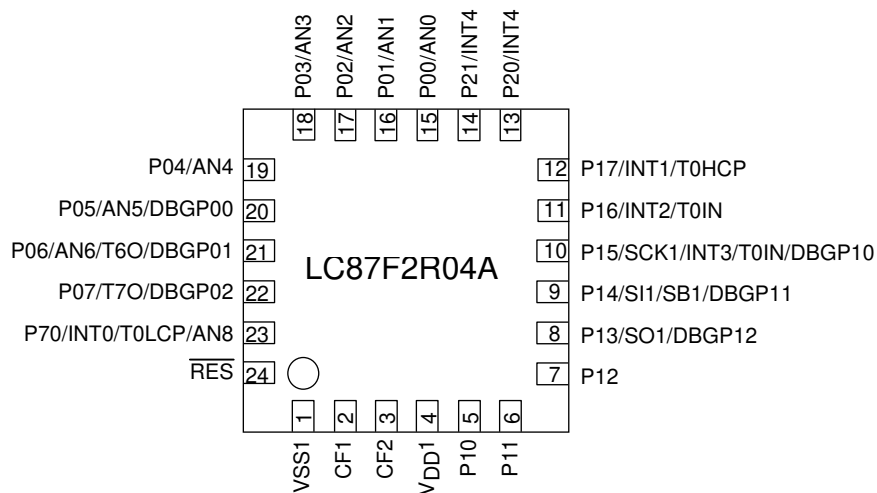 P03/AN3
P02/AN2
P01/AN1
P00/AN0
P21/INT4
P20/INT4
18
17
16
15
14
13
P04/AN4 19
12 P17/INT1/T0HCP
P05/AN5/DBGP00 20
11 P16/INT2/T0IN
P06/AN6/T6O/DBGP01 21
10 P15/SCK1/INT3/T0IN/DBGP10
LC87F2R04A
P07/T7O/DBGP02 22
9 P14/SI1/SB1/DBGP11
P70/INT0/T0LCP/AN8 23
8 P13/SO1/DBGP12
RES 24
7 P12
1
2
3
4
5
6
VSS1
CF1
CF2
VDD1
P10
P11